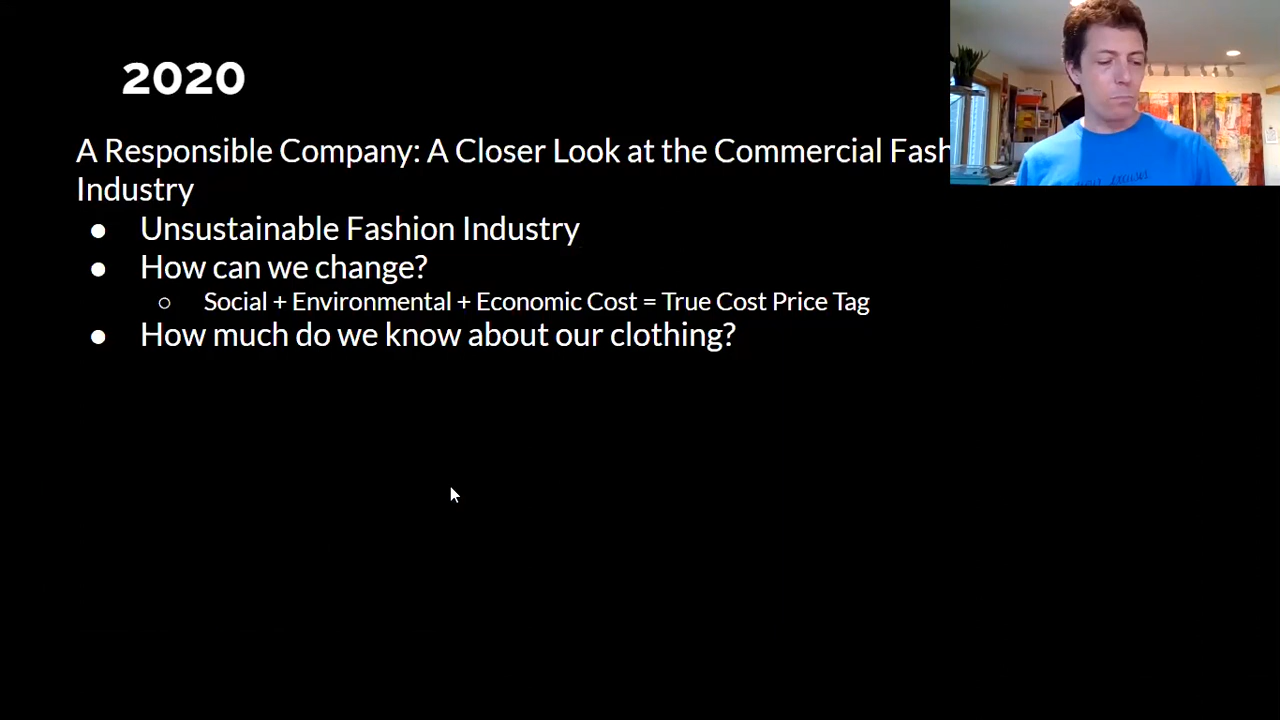 2020
A Responsible Company: A Closer Look at the Commercial Fash
Industry
● Unsustainable Fashion Industry
● How can we change?
○ Social + Environmental + Economic Cost = True Cost Price Tag
● How much do we know about our clothing?